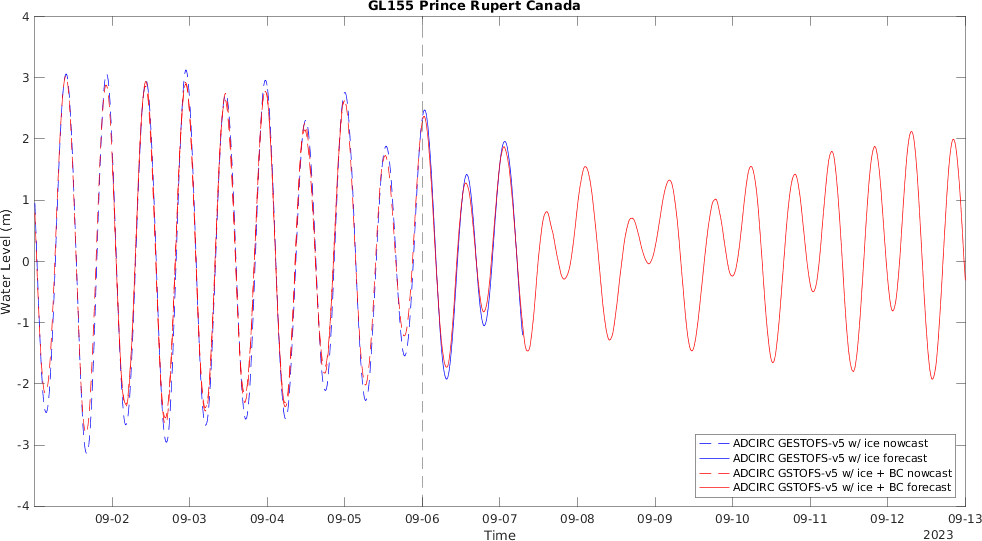 GL155 Prince Rupert Canada
4
3
2
1
0
-1
-2
-3
-4
Water Level (m)
ADCIRC GESTOFS-v5 w/ ice nowcast
ADCIRC GESTOFS-v5 w/ ice forecast
ADCIRC GSTOFS-v5 w/ ice + BC nowcast
ADCIRC GSTOFS-v5 w/ ice + BC forecast
09-02 09-03 09-04 09-05 09-06 09-07 09-08 09-09 09-10 09-11 09-12 09-13
Time
2023